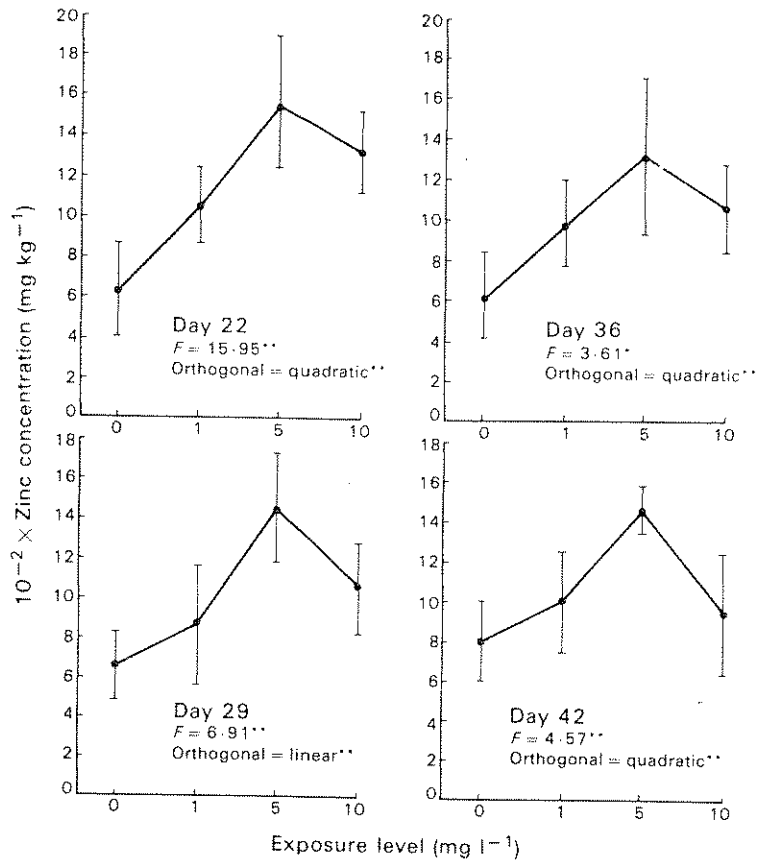 20
18
16
14
12
10
8
6
4
2
0
0 1 5 10
Day 22
F = 15·95**
Orthogonal = quadratic**
20
18
16
14
12
10
8
6
4
2
0
0 1 5 10
Day 36
F = 3·61*
Orthogonal = quadratic**
10⁻² × Zinc concentration (mg kg⁻¹)
18
16
14
12
10
8
6
4
2
0
0 1 5 10
Day 29
F = 6·91**
Orthogonal = linear**
18
16
14
12
10
8
6
4
2
0
0 1 5 10
Day 42
F = 4·57**
Orthogonal = quadratic**
Exposure level (mg l⁻¹)